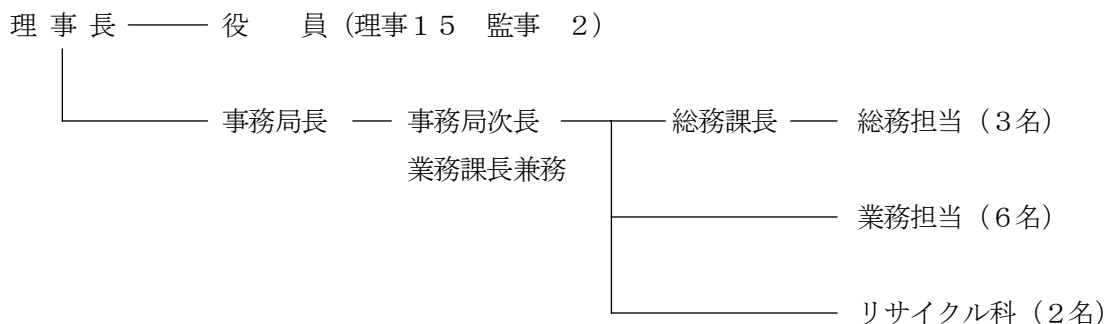 理 事 長 役　　員（理事１５　監事　２）
事務局長 事務局次長 総務課長 総務担当（３名）
業務課長兼務
業務担当（６名）
リサイクル科（２名）